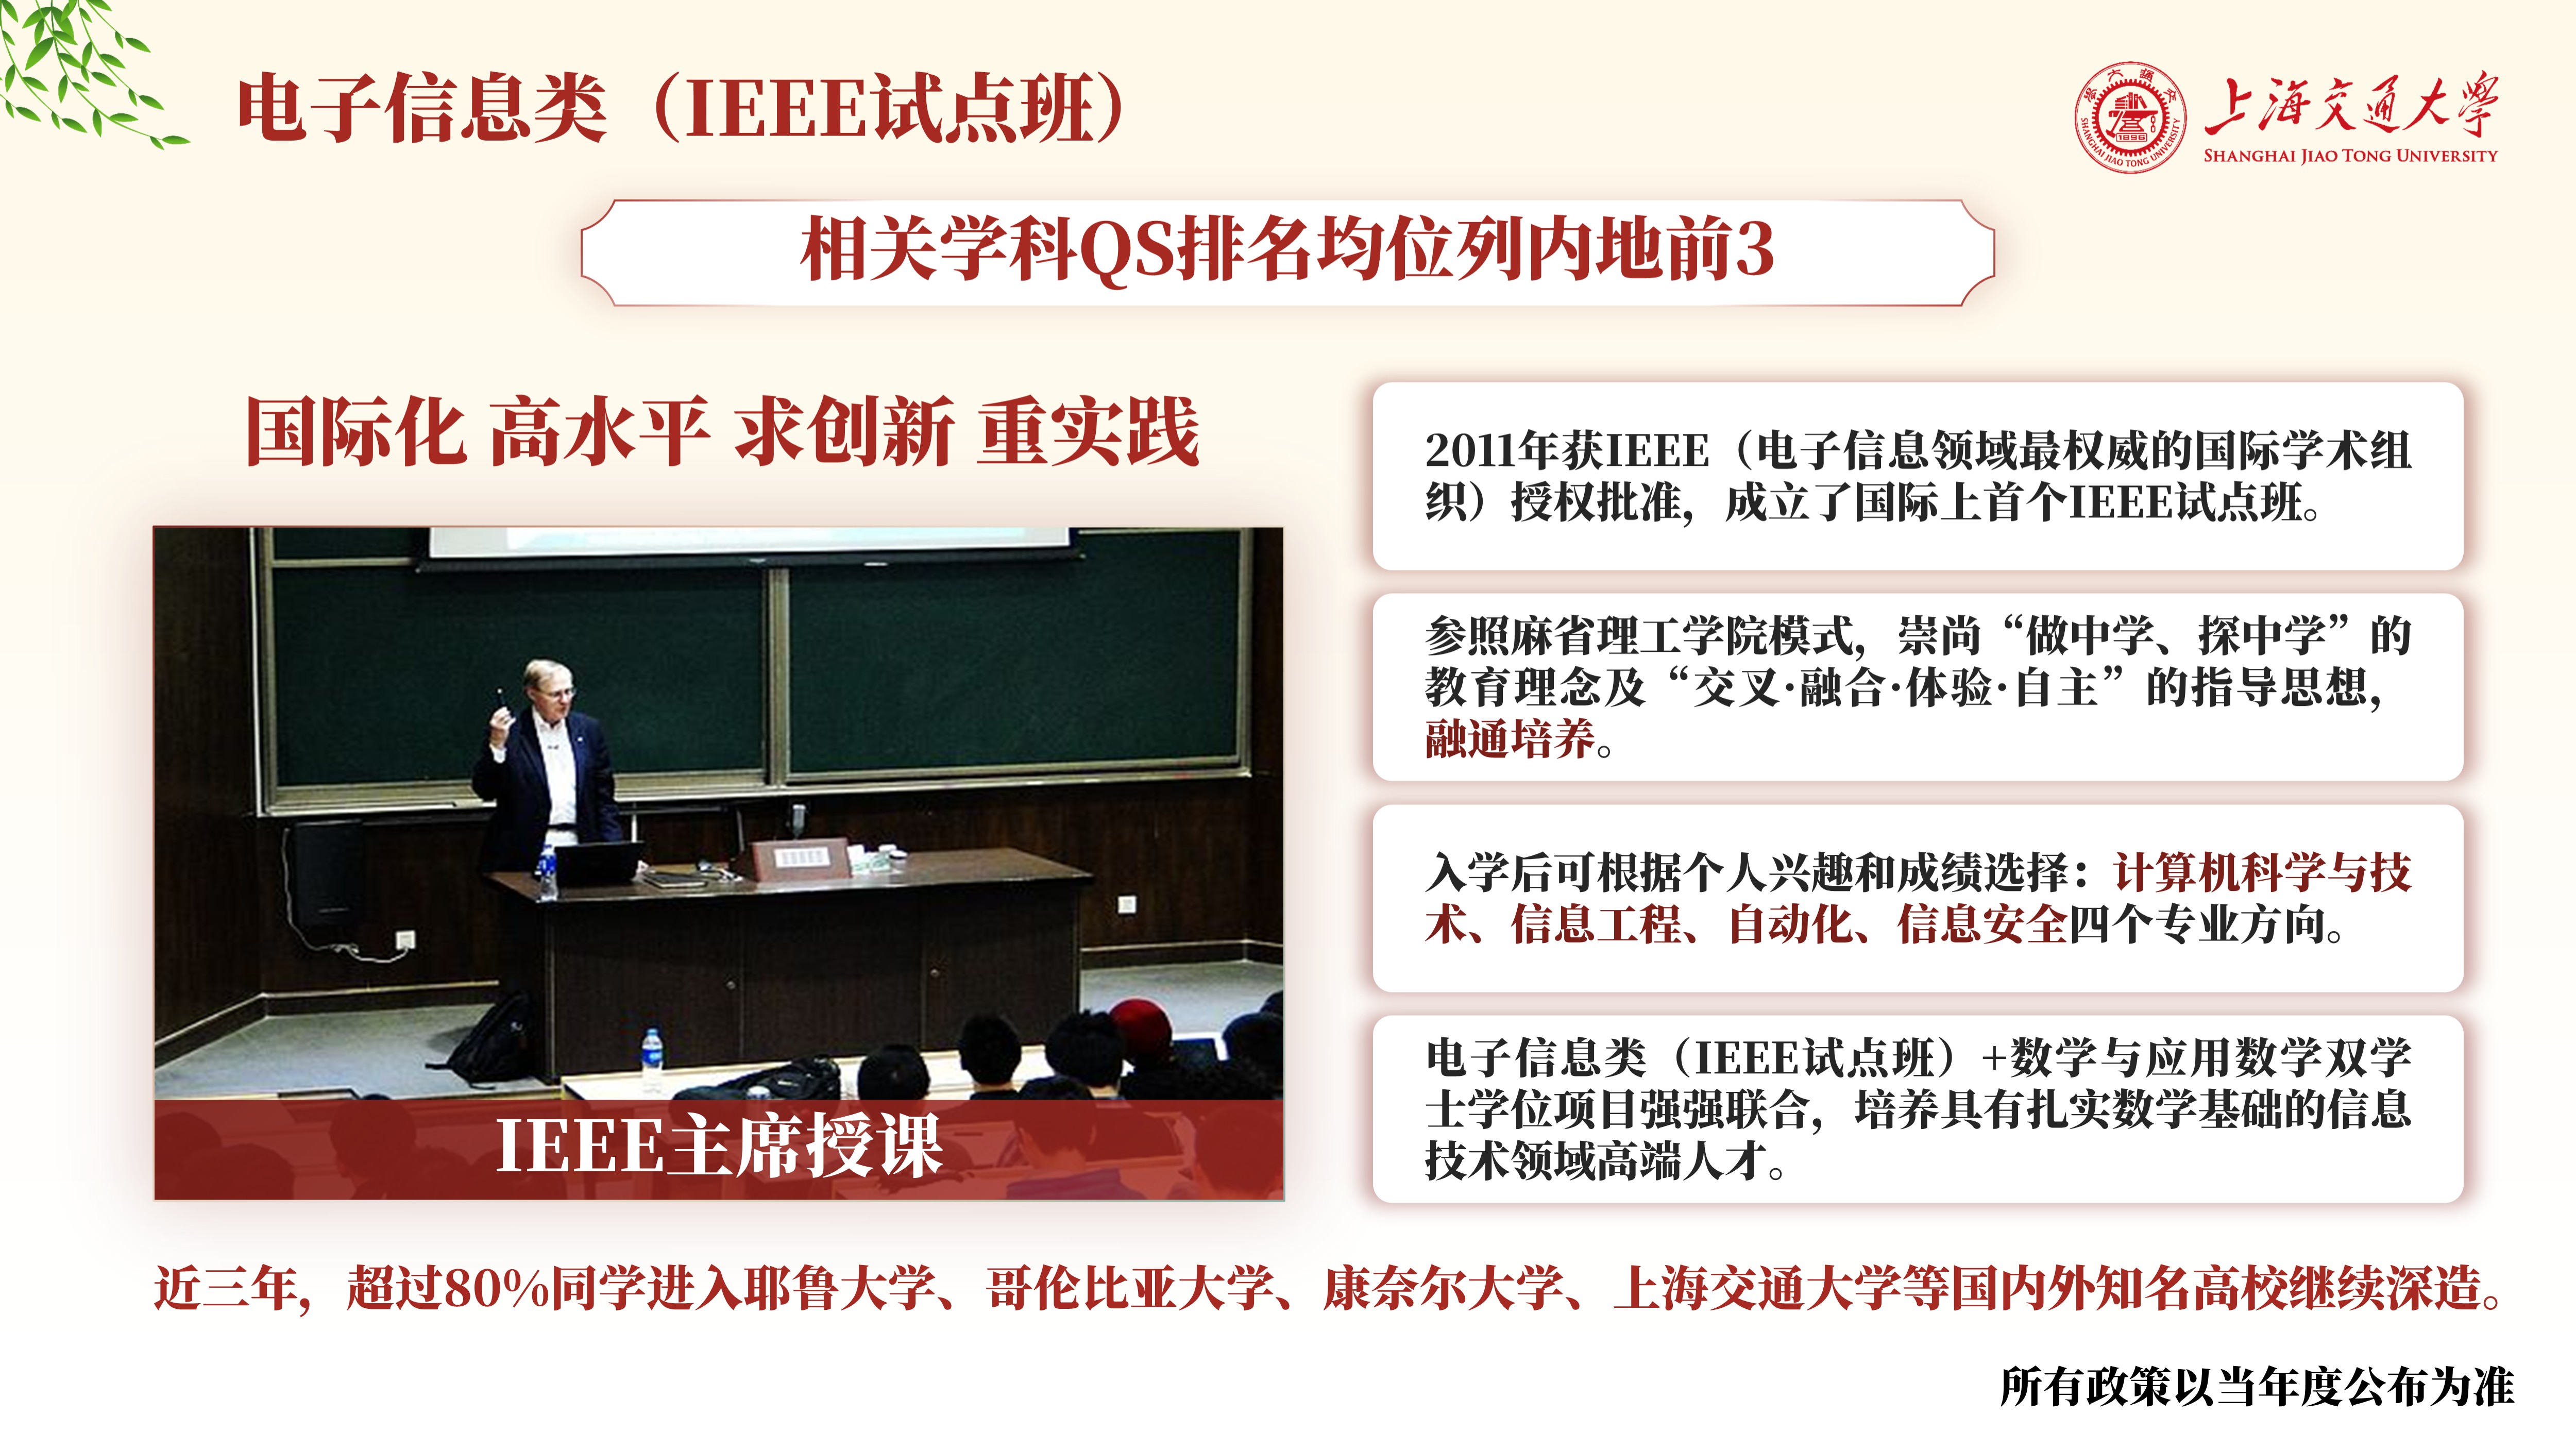 电子信息类（IEEE试点班）
上海交通大学
SHANGHAI JIAO TONG UNIVERSITY
1896
SHANGHAI JIAO TONG UNIVERSITY
相关学科QS排名均位列内地前3
国际化 高水平 求创新 重实践
IEEE主席授课
2011年获IEEE（电子信息领域最权威的国际学术组
织）授权批准，成立了国际上首个IEEE试点班。
参照麻省理工学院模式，崇尚“做中学、探中学”的
教育理念及“交叉·融合·体验·自主”的指导思想，
融通培养。
入学后可根据个人兴趣和成绩选择：计算机科学与技
术、信息工程、自动化、信息安全四个专业方向。
电子信息类（IEEE试点班）+数学与应用数学双学
士学位项目强强联合，培养具有扎实数学基础的信息
技术领域高端人才。
近三年，超过80%同学进入耶鲁大学、哥伦比亚大学、康奈尔大学、上海交通大学等国内外知名高校继续深造。
所有政策以当年度公布为准